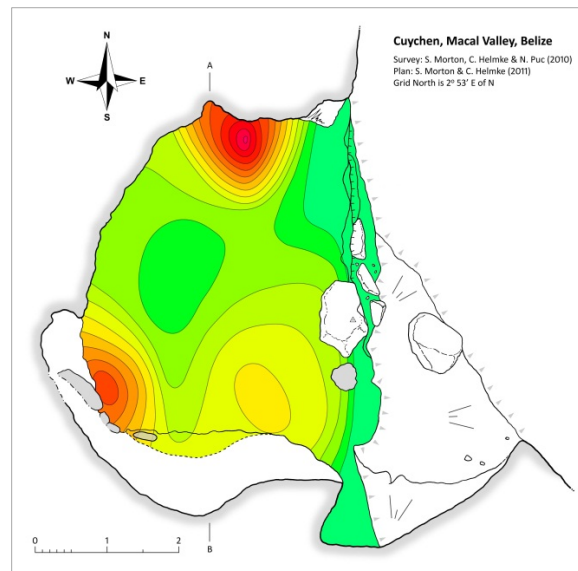 Cuychen, Macal Valley, Belize
Survey: S. Morton, C. Helmke & N. Puc (2010)
Plan: S. Morton & C. Helmke (2011)
Grid North is 2º 53' E of N
N
W E
S
A
0 1 2
B